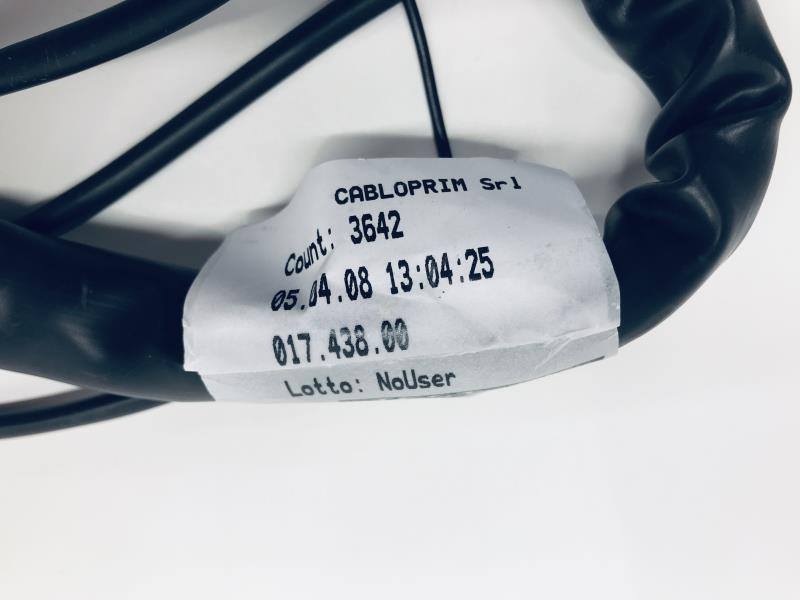 CABLOPRIM Srl
Count: 3642
05.04.08 13:04:25
017.438.00
Lotto: NoUser